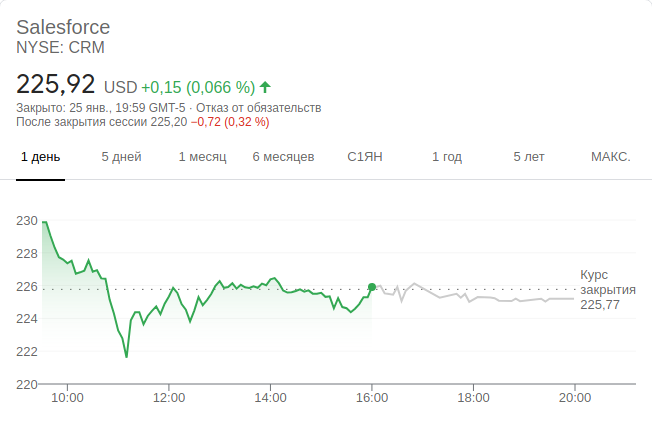 Salesforce
NYSE: CRM
225,92 USD +0,15 (0,066 %)
Закрыто: 25 янв., 19:59 GMT-5 · Отказ от обязательств
После закрытия сессии 225,20 −0,72 (0,32 %)
1 день 5 дней 1 месяц 6 месяцев С1ЯН 1 год 5 лет МАКС.
230
228
226
224
222
220
Курс
закрытия
225,77
10:00 12:00 14:00 16:00 18:00 20:00